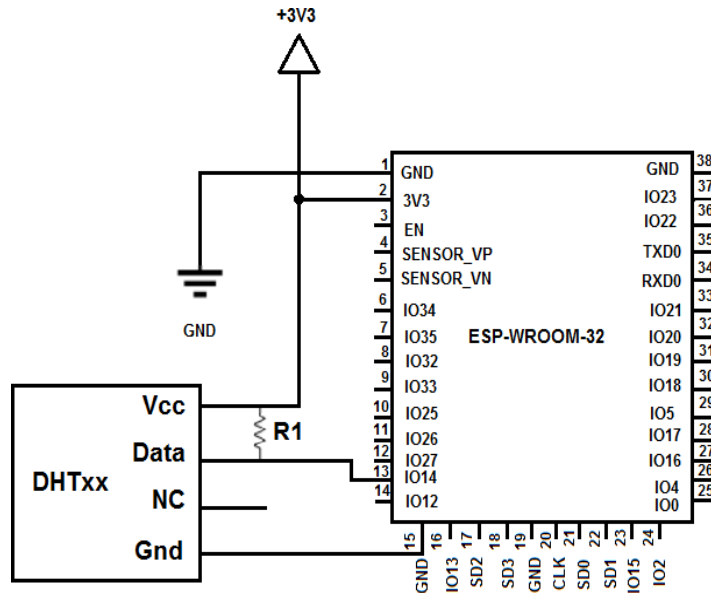 +3V3
1 GND GND 38
2 3V3 IO23 37
3 EN IO22 36
4 SENSOR_VP TXD0 35
5 SENSOR_VN RXD0 34
6 IO34 IO21 33
7 IO35 IO20 32
8 IO32 IO19 31
9 IO33 IO18 30
10 IO25 IO5 29
11 IO26 IO17 28
12 IO27 IO16 27
13 IO14 IO4 26
14 IO12 IO0 25
ESP-WROOM-32
GND
Vcc
R1
Data
DHTxx
NC
Gnd
15 16 17 18 19 20 21 22 23 24
GND IO13 SD2 SD3 GND CLK SD0 SD1 IO15 IO2